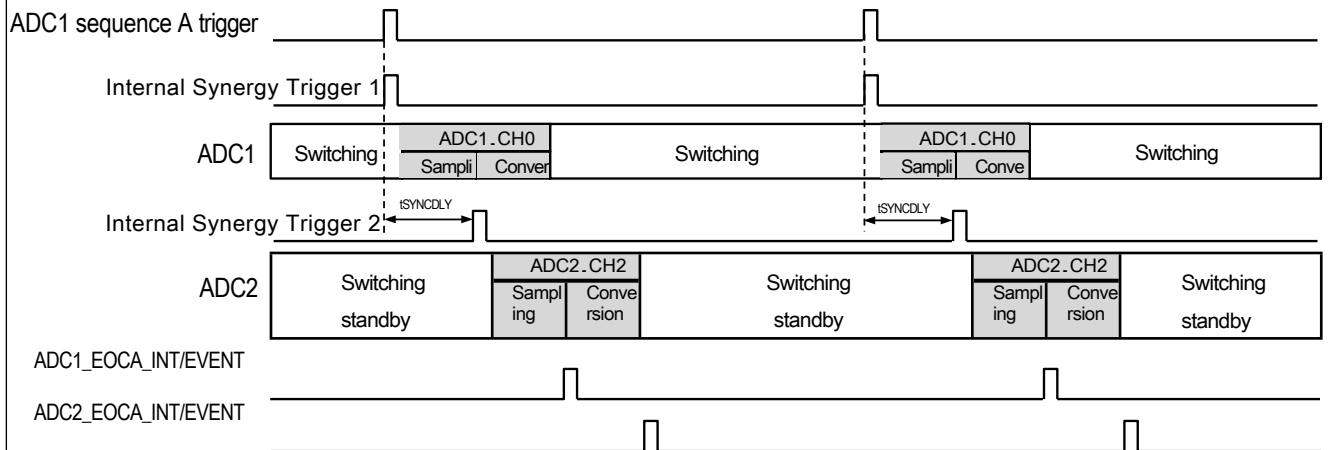 ADC1 sequence A trigger
Internal Synergy Trigger 1
ADC1
Switching
ADC1.CH0
Sampli Conver
Switching
ADC1.CH0
Sampli Conve
Switching
tSYNCDLY
tSYNCDLY
Internal Synergy Trigger 2
ADC2
Switching
standby
ADC2.CH2
Sampl
ing
Conve
rsion
Switching
standby
ADC2.CH2
Sampl
ing
Conve
rsion
Switching
standby
ADC1_EOCA_INT/EVENT
ADC2_EOCA_INT/EVENT